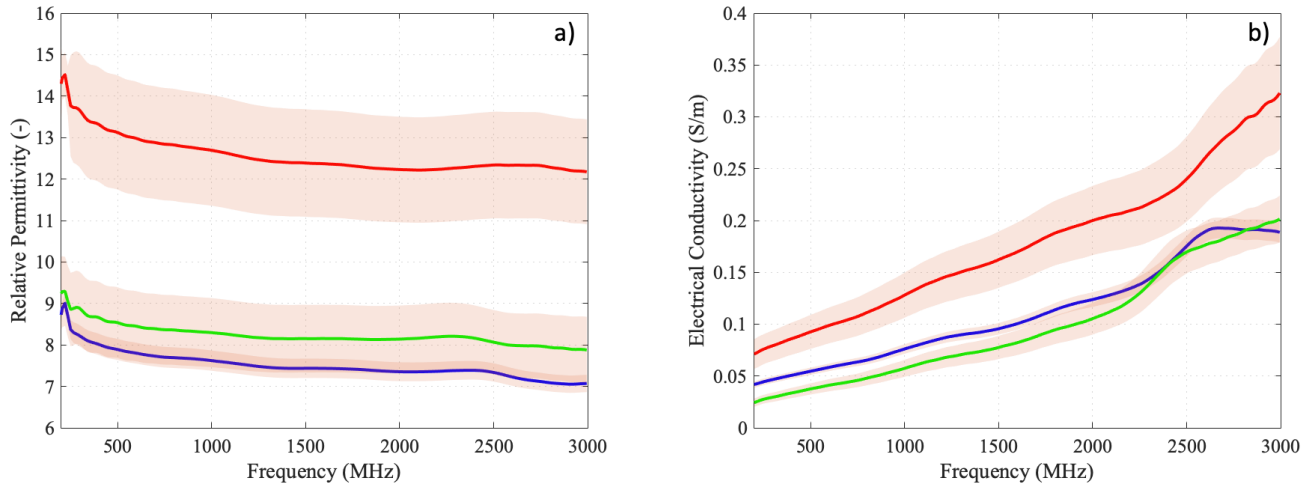 a)
16
15
14
13
12
11
10
9
8
7
6
Relative Permittivity (-)
500 1000 1500 2000 2500 3000
Frequency (MHz)
b)
0.4
0.35
0.3
0.25
0.2
0.15
0.1
0.05
0
Electrical Conductivity (S/m)
500 1000 1500 2000 2500 3000
Frequency (MHz)